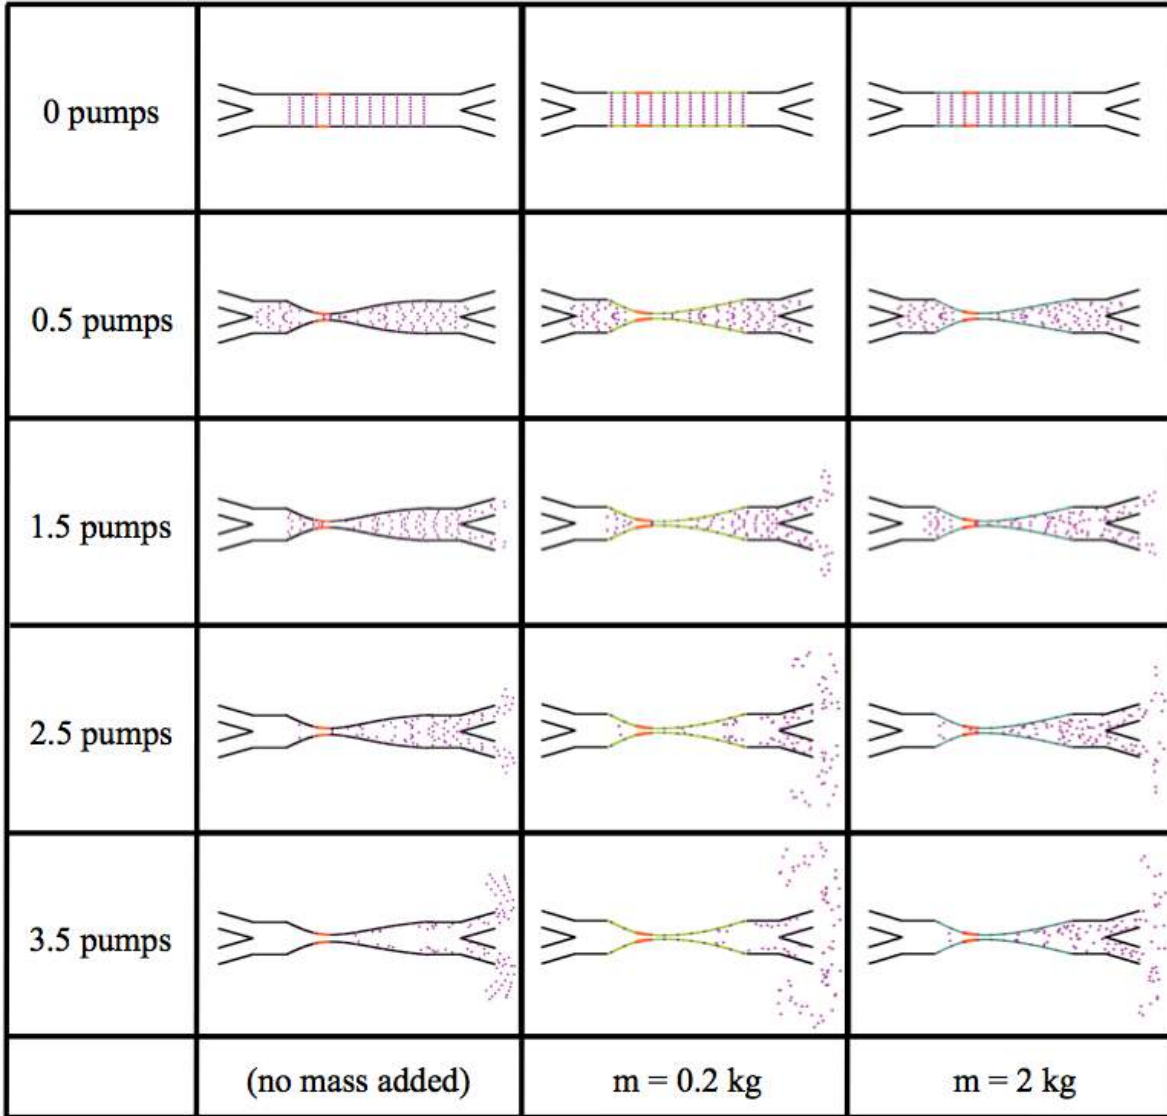 0 pumps
0.5 pumps
1.5 pumps
2.5 pumps
3.5 pumps
(no mass added) m = 0.2 kg m = 2 kg